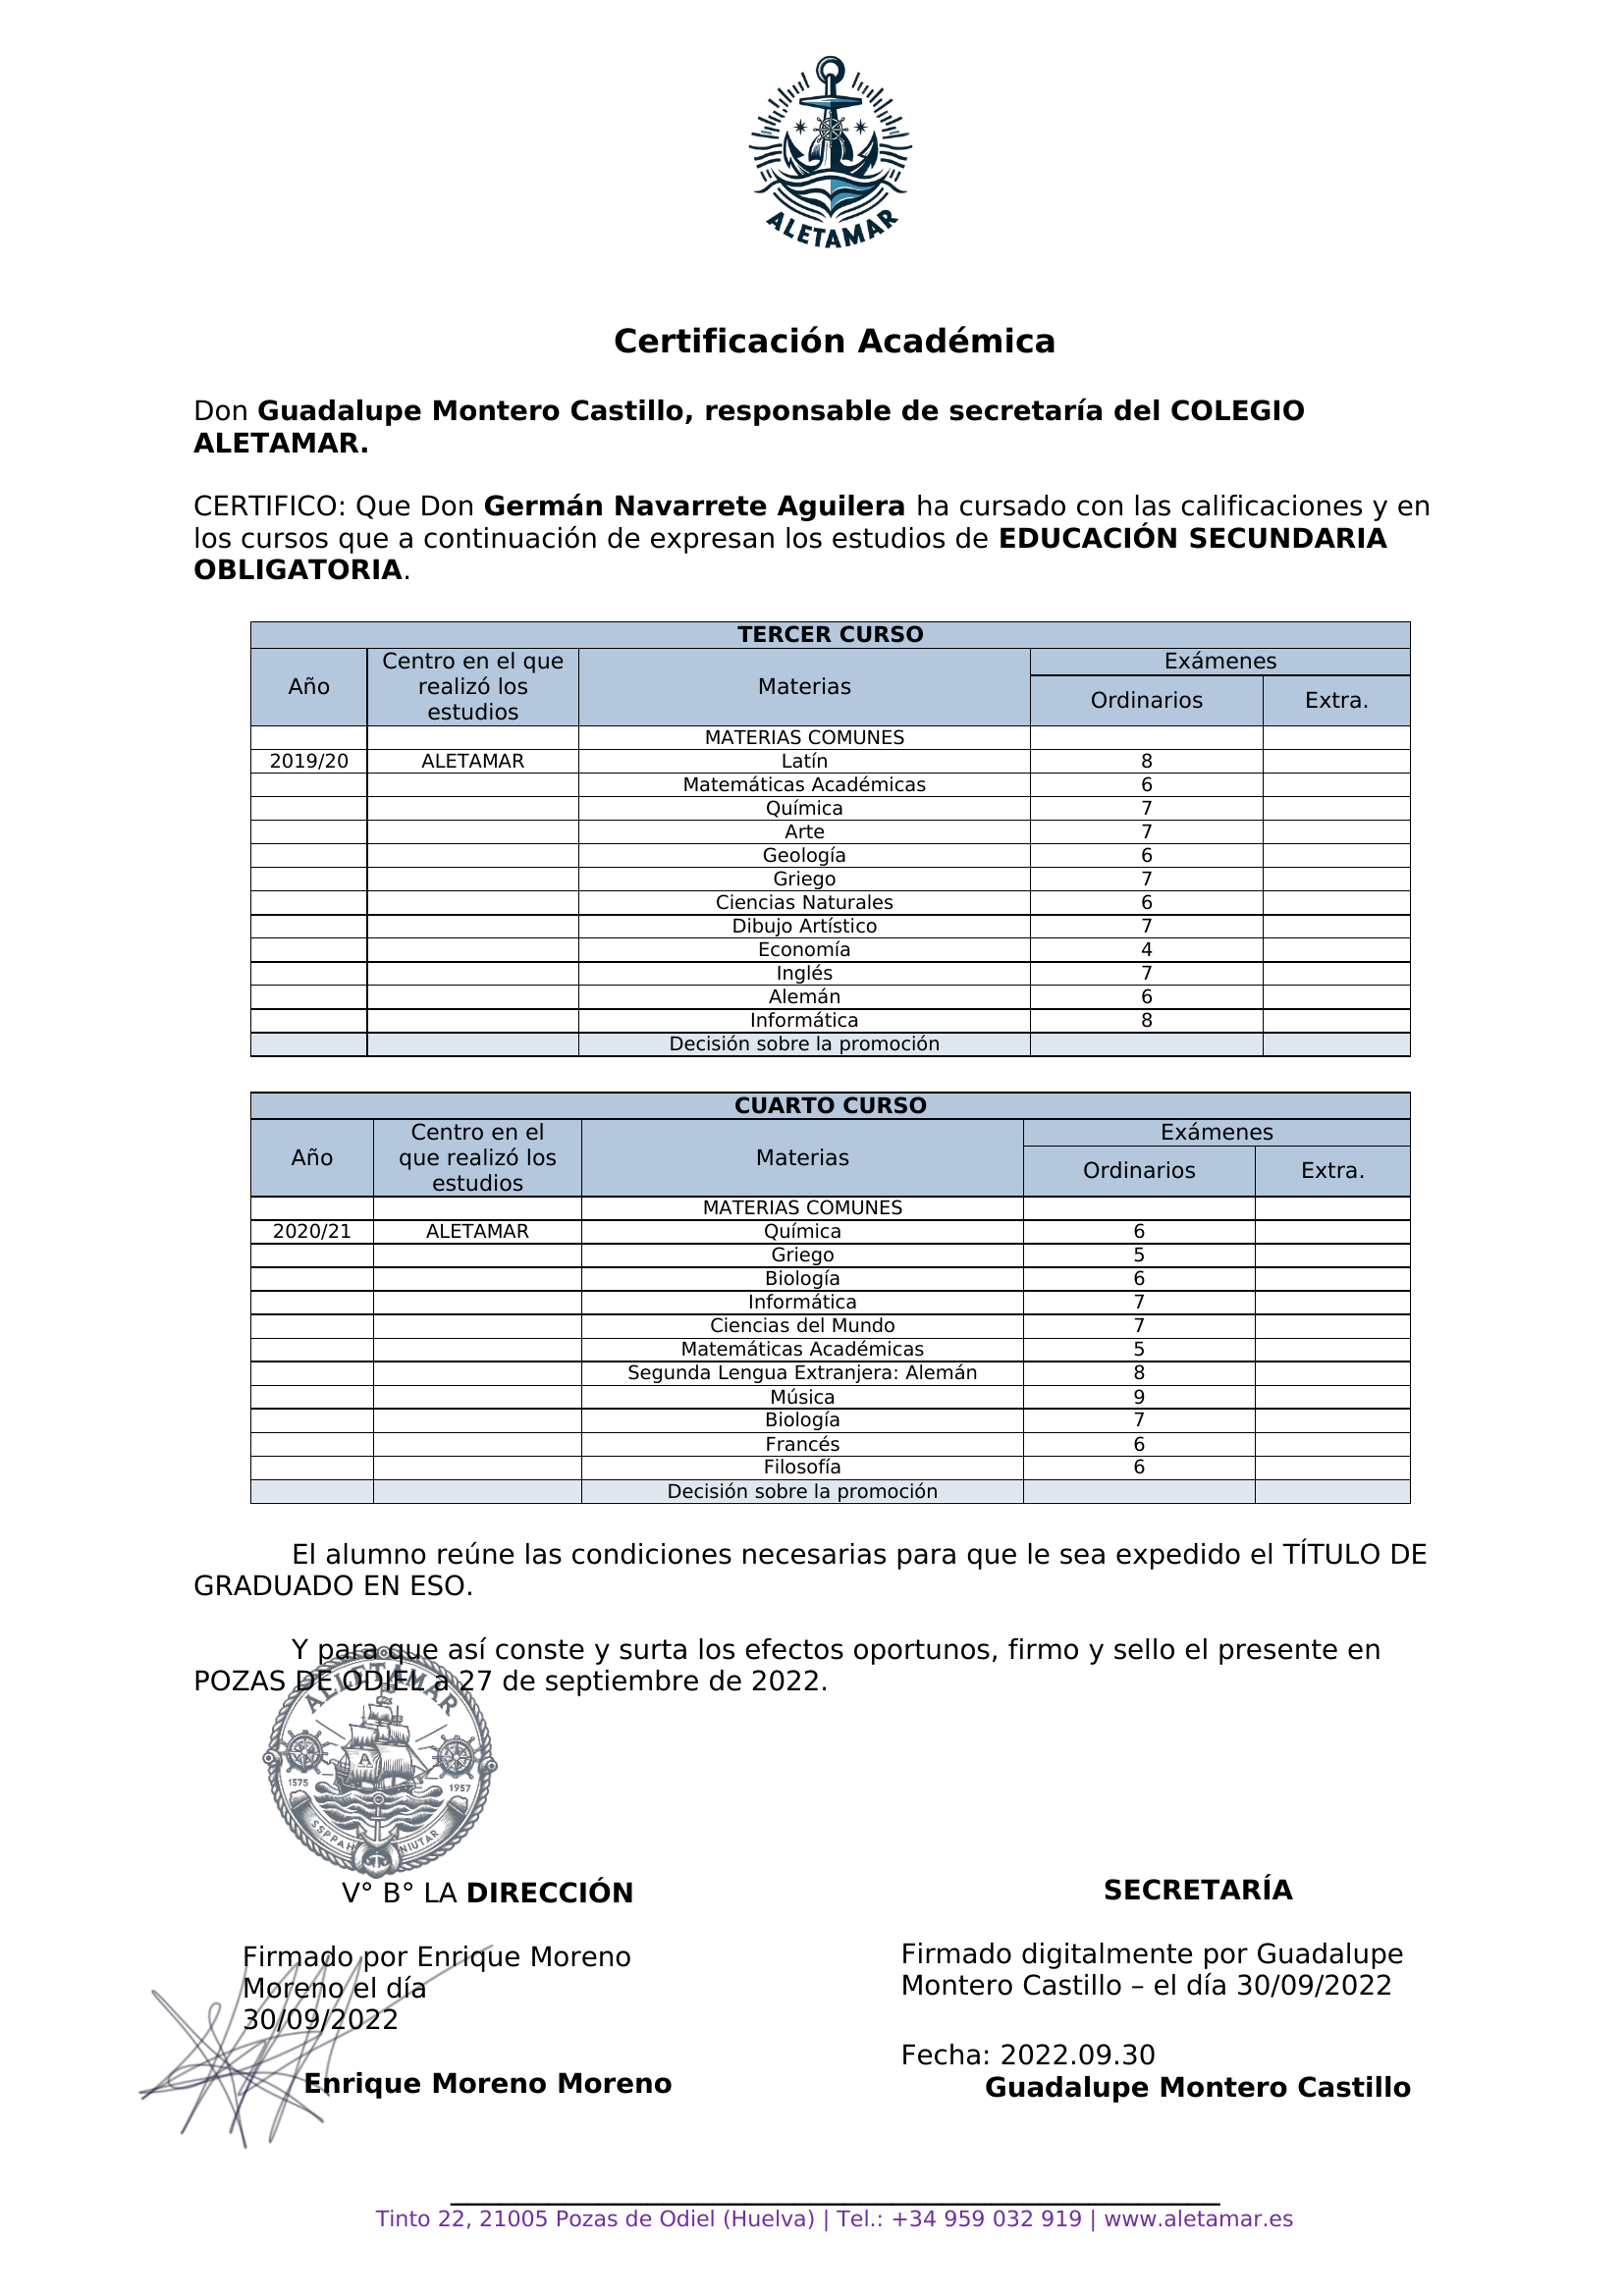 ALETAMAR
Certificación Académica
Don Guadalupe Montero Castillo, responsable de secretaría del COLEGIO
ALETAMAR.
CERTIFICO: Que Don Germán Navarrete Aguilera ha cursado con las calificaciones y en
los cursos que a continuación de expresan los estudios de EDUCACIÓN SECUNDARIA
OBLIGATORIA.
TERCER CURSO
Año Centro en el que realizó los estudios Materias Exámenes
Ordinarios Extra.
MATERIAS COMUNES
2019/20 ALETAMAR Latín 8
Matemáticas Académicas 6
Química 7
Arte 7
Geología 6
Griego 7
Ciencias Naturales 6
Dibujo Artístico 7
Economía 4
Inglés 7
Alemán 6
Informática 8
Decisión sobre la promoción
CUARTO CURSO
Año Centro en el que realizó los estudios Materias Exámenes
Ordinarios Extra.
MATERIAS COMUNES
2020/21 ALETAMAR Química 6
Griego 5
Biología 6
Informática 7
Ciencias del Mundo 7
Matemáticas Académicas 5
Segunda Lengua Extranjera: Alemán 8
Música 9
Biología 7
Francés 6
Filosofía 6
Decisión sobre la promoción
El alumno reúne las condiciones necesarias para que le sea expedido el TÍTULO DE
GRADUADO EN ESO.
Y para que así conste y surta los efectos oportunos, firmo y sello el presente en
POZAS DE ODIEL a 27 de septiembre de 2022.
ALLETAMAR
A
1575 1957
SSPPAH NIUTAR
V° B° LA DIRECCIÓN
Firmado por Enrique Moreno
Moreno el día
30/09/2022
Enrique Moreno Moreno
SECRETARÍA
Firmado digitalmente por Guadalupe
Montero Castillo – el día 30/09/2022
Fecha: 2022.09.30
Guadalupe Montero Castillo
Tinto 22, 21005 Pozas de Odiel (Huelva) | Tel.: +34 959 032 919 | www.aletamar.es